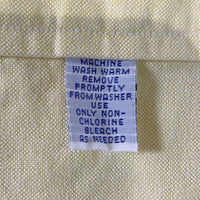 MACHINE
WASH WARM
REMOVE
PROMPTLY
FROM WASHER
USE
ONLY NON-
CHLORINE
BLEACH
AS NEEDED